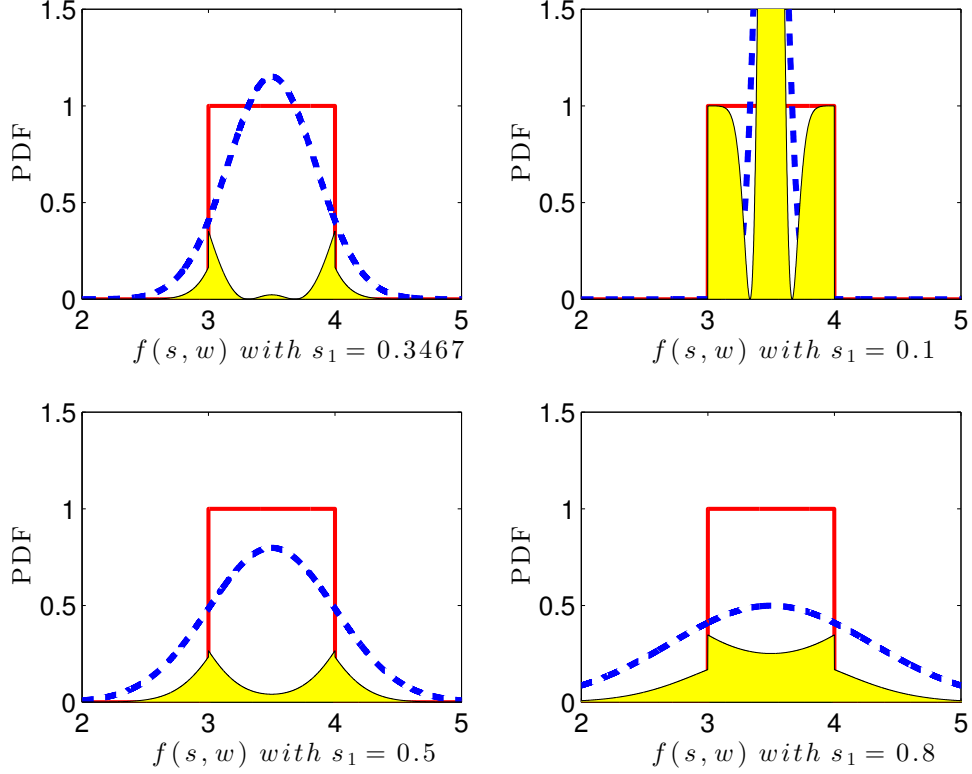 1.5
1
0.5
0
PDF
2 3 4 5
f(s, w) with s₁ = 0.3467
1.5
1
0.5
0
PDF
2 3 4 5
f(s, w) with s₁ = 0.1
1.5
1
0.5
0
PDF
2 3 4 5
f(s, w) with s₁ = 0.5
1.5
1
0.5
0
PDF
2 3 4 5
f(s, w) with s₁ = 0.8